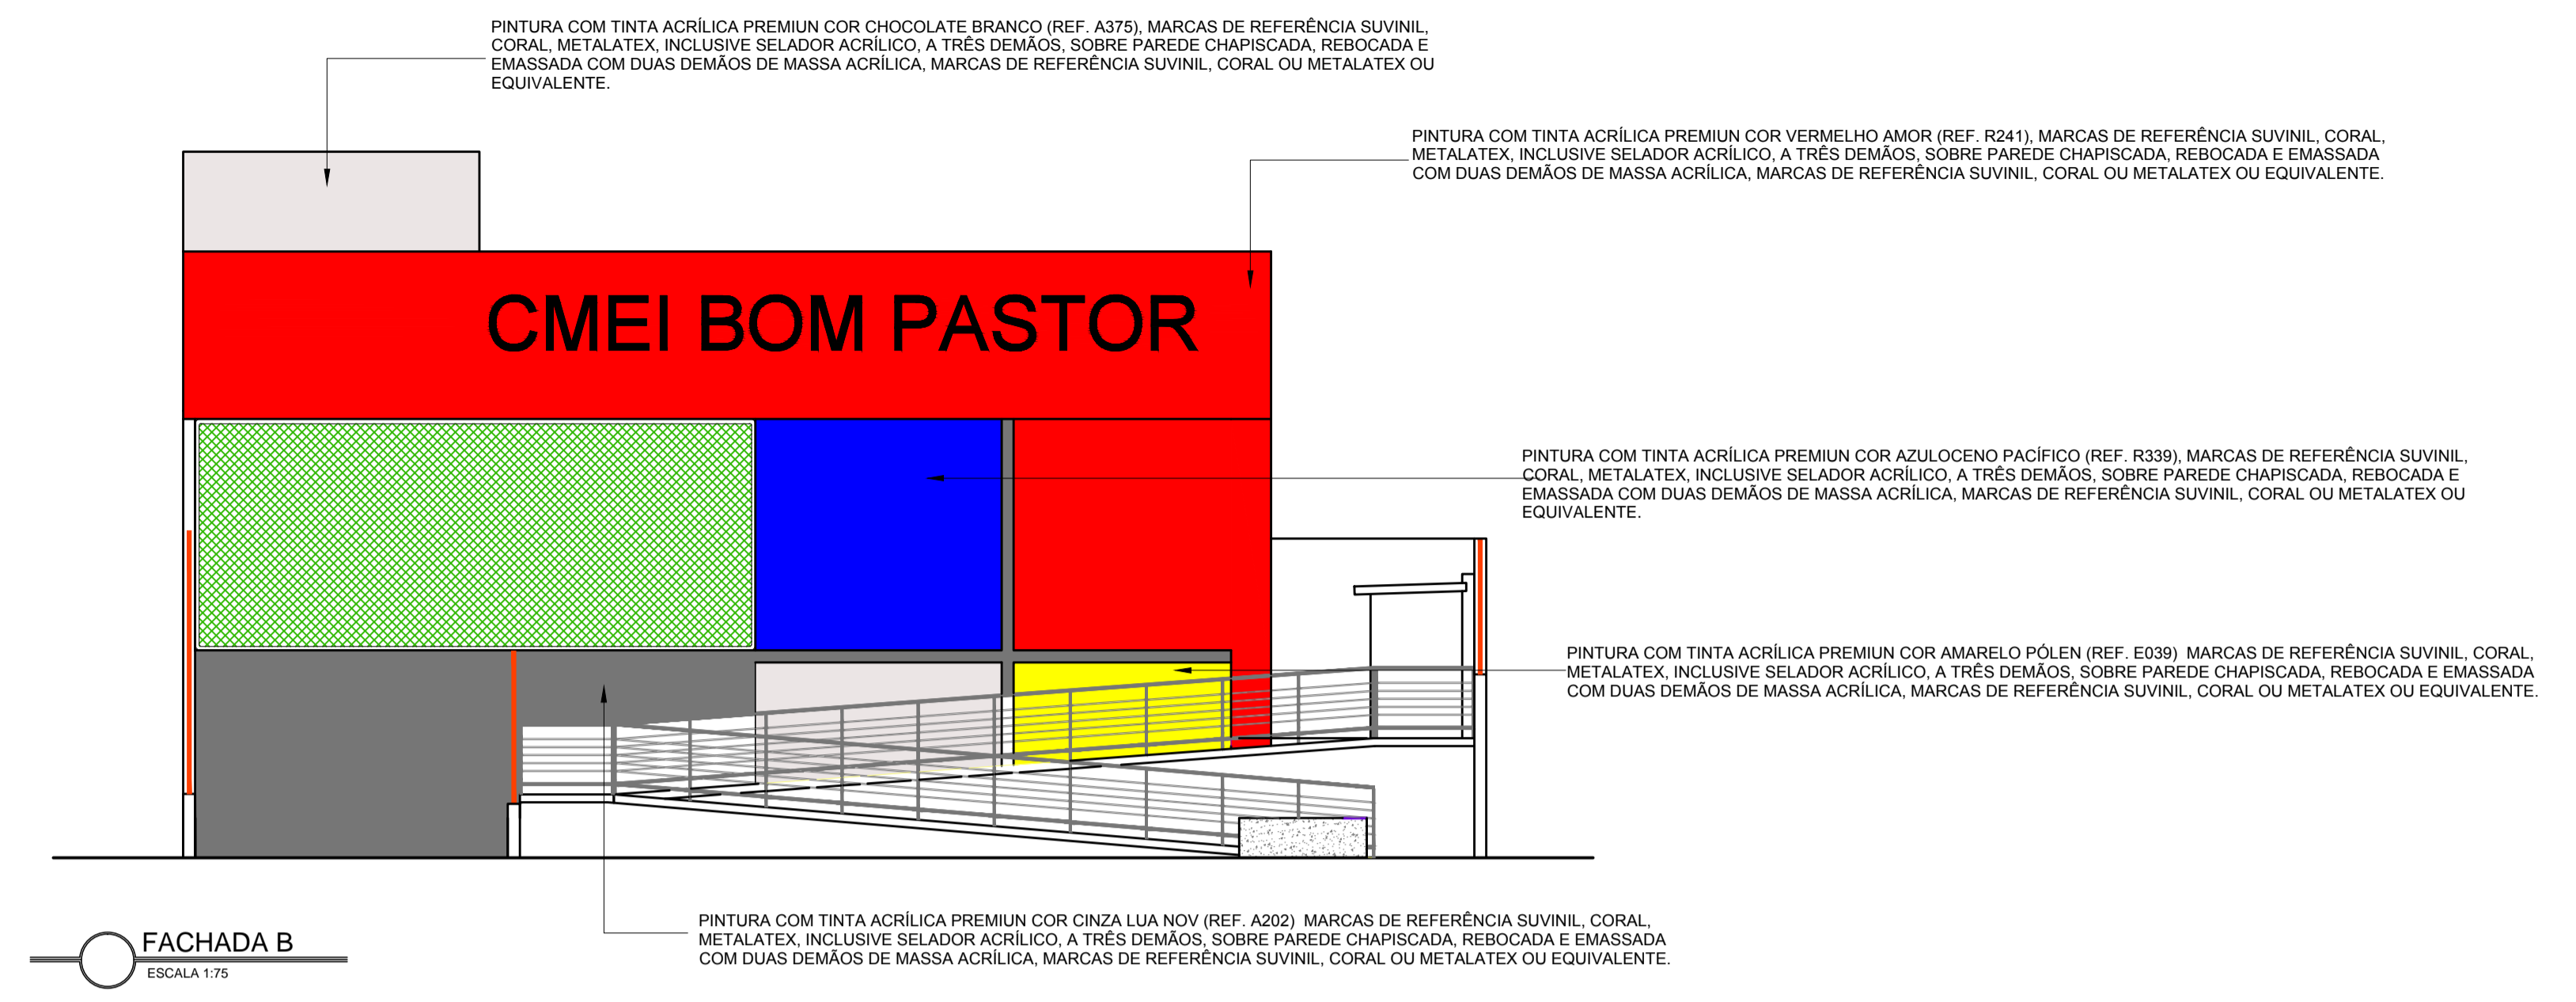 PINTURA COM TINTA ACRÍLICA PREMIUN COR CHOCOLATE BRANCO (REF. A375), MARCAS DE REFERÊNCIA SUVINIL,
CORAL, METALATEX, INCLUSIVE SELADOR ACRÍLICO, A TRÊS DEMÃOS, SOBRE PAREDE CHAPISCADA, REBOCADA E
EMASSADA COM DUAS DEMÃOS DE MASSA ACRÍLICA, MARCAS DE REFERÊNCIA SUVINIL, CORAL OU METALATEX OU
EQUIVALENTE.
PINTURA COM TINTA ACRÍLICA PREMIUN COR VERMELHO AMOR (REF. R241), MARCAS DE REFERÊNCIA SUVINIL, CORAL,
METALATEX, INCLUSIVE SELADOR ACRÍLICO, A TRÊS DEMÃOS, SOBRE PAREDE CHAPISCADA, REBOCADA E EMASSADA
COM DUAS DEMÃOS DE MASSA ACRÍLICA, MARCAS DE REFERÊNCIA SUVINIL, CORAL OU METALATEX OU EQUIVALENTE.
CMEI BOM PASTOR
PINTURA COM TINTA ACRÍLICA PREMIUN COR AZULOCENO PACÍFICO (REF. R339), MARCAS DE REFERÊNCIA SUVINIL,
CORAL, METALATEX, INCLUSIVE SELADOR ACRÍLICO, A TRÊS DEMÃOS, SOBRE PAREDE CHAPISCADA, REBOCADA E
EMASSADA COM DUAS DEMÃOS DE MASSA ACRÍLICA, MARCAS DE REFERÊNCIA SUVINIL, CORAL OU METALATEX OU
EQUIVALENTE.
PINTURA COM TINTA ACRÍLICA PREMIUN COR AMARELO PÓLEN (REF. E039) MARCAS DE REFERÊNCIA SUVINIL, CORAL,
METALATEX, INCLUSIVE SELADOR ACRÍLICO, A TRÊS DEMÃOS, SOBRE PAREDE CHAPISCADA, REBOCADA E EMASSADA
COM DUAS DEMÃOS DE MASSA ACRÍLICA, MARCAS DE REFERÊNCIA SUVINIL, CORAL OU METALATEX OU EQUIVALENTE.
PINTURA COM TINTA ACRÍLICA PREMIUN COR CINZA LUA NOV (REF. A202) MARCAS DE REFERÊNCIA SUVINIL, CORAL,
METALATEX, INCLUSIVE SELADOR ACRÍLICO, A TRÊS DEMÃOS, SOBRE PAREDE CHAPISCADA, REBOCADA E EMASSADA
COM DUAS DEMÃOS DE MASSA ACRÍLICA, MARCAS DE REFERÊNCIA SUVINIL, CORAL OU METALATEX OU EQUIVALENTE.
FACHADA B
ESCALA 1:75